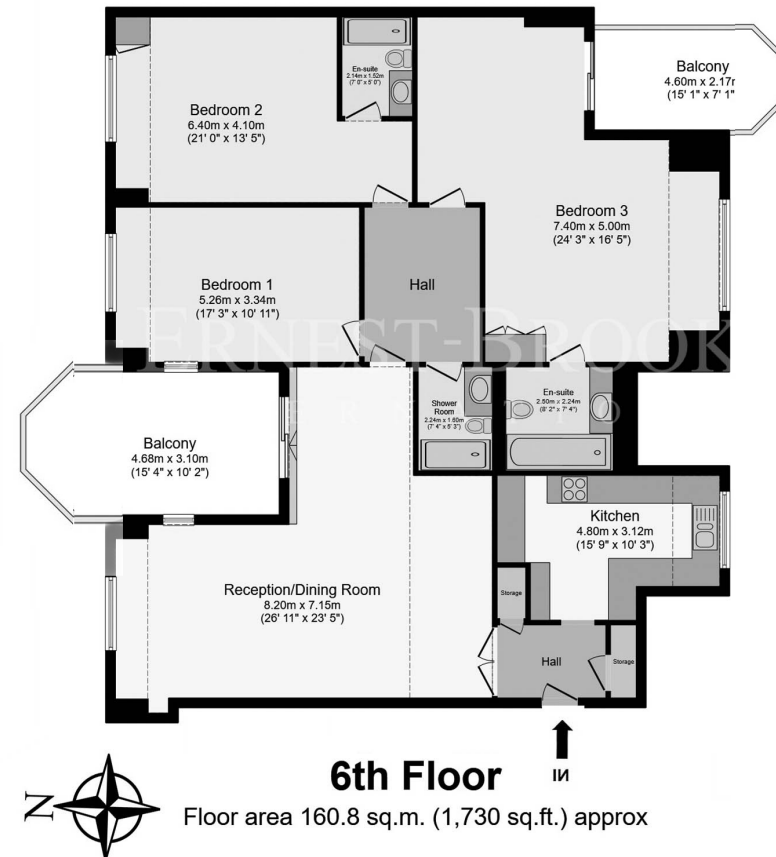 En-suite
2.14m x 1.52m
(7' 0" x 5' 0")
Balcony
4.60m x 2.17r
(15' 1" x 7' 1"
Bedroom 2
6.40m x 4.10m
(21' 0" x 13' 5")
Bedroom 3
7.40m x 5.00m
(24' 3" x 16' 5")
Bedroom 1
5.26m x 3.34m
(17' 3" x 10' 11")
Hall
ERNEST-BROOK
Shower
Room
2.24m x 1.60m
(7' 4" x 5' 3")
En-suite
2.50m x 2.24m
(8' 2" x 7' 4")
Balcony
4.68m x 3.10m
(15' 4" x 10' 2")
Kitchen
4.80m x 3.12m
(15' 9" x 10' 3")
Reception/Dining Room
8.20m x 7.15m
(26' 11" x 23' 5")
Storage
Hall
Storage
IN
N
6th Floor
Floor area 160.8 sq.m. (1,730 sq.ft.) approx